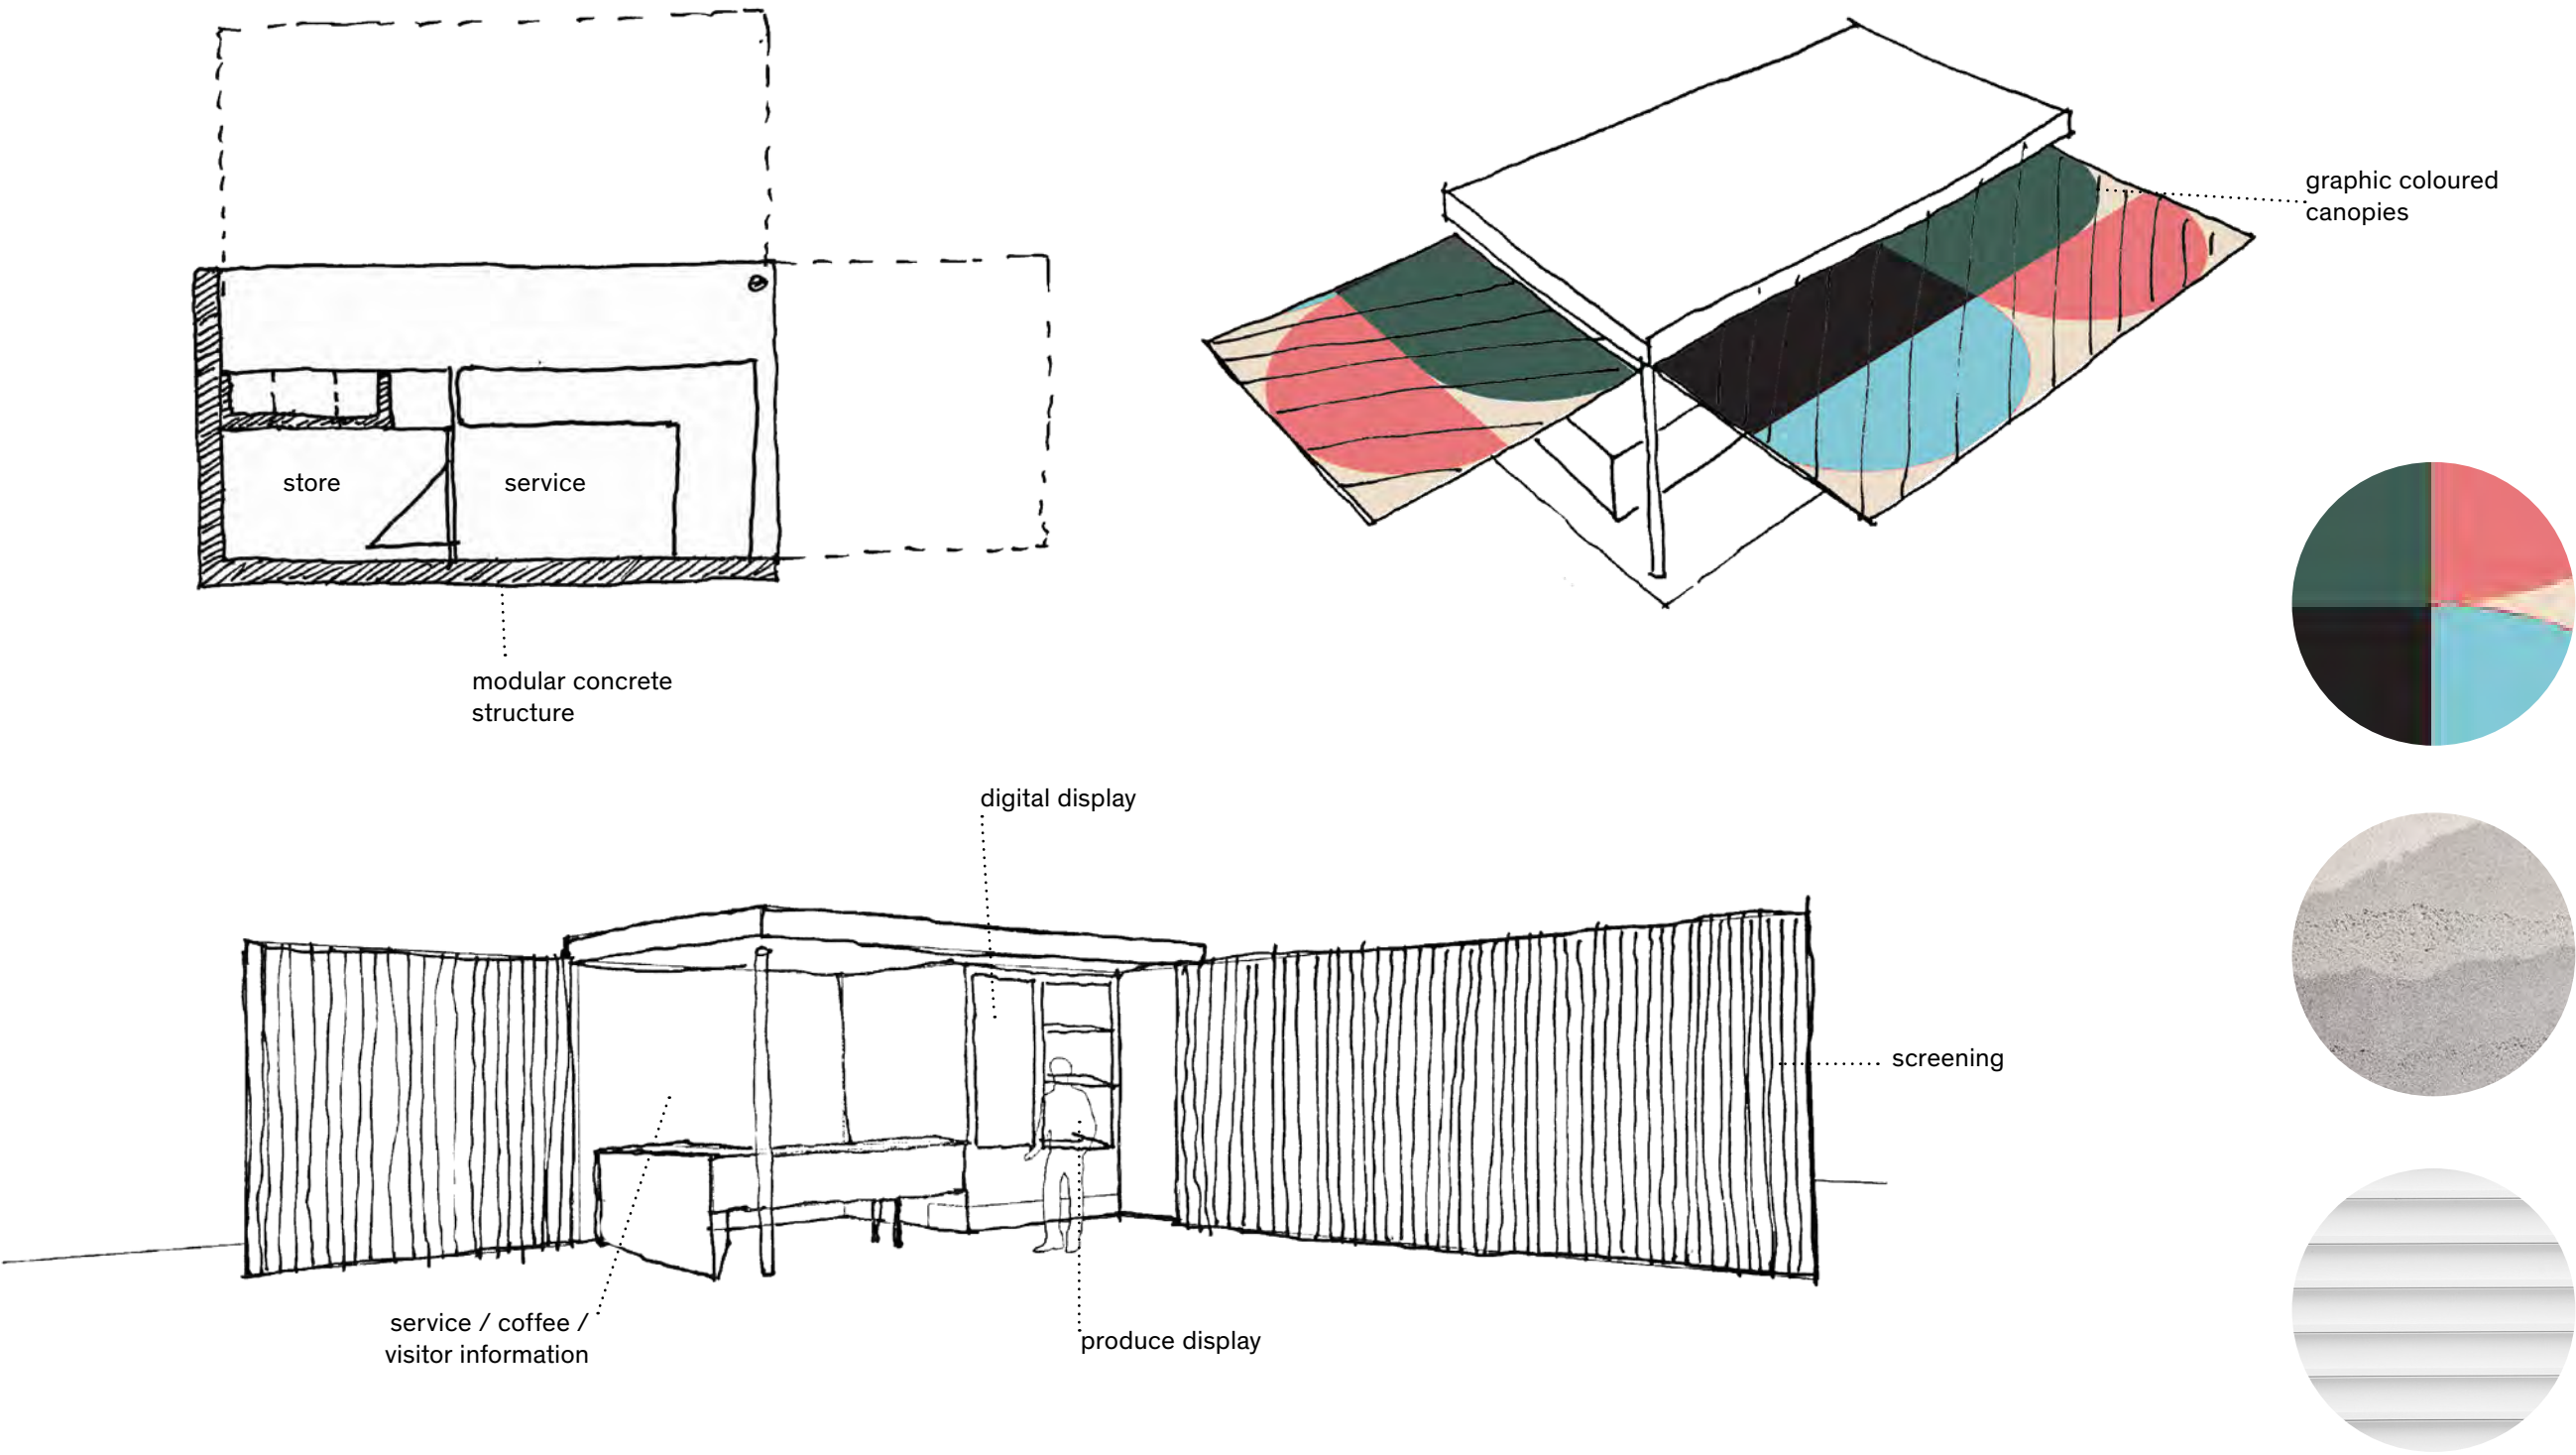 graphic coloured
canopies
store
service
modular concrete
structure
digital display
screening
service / coffee /
visitor information
produce display